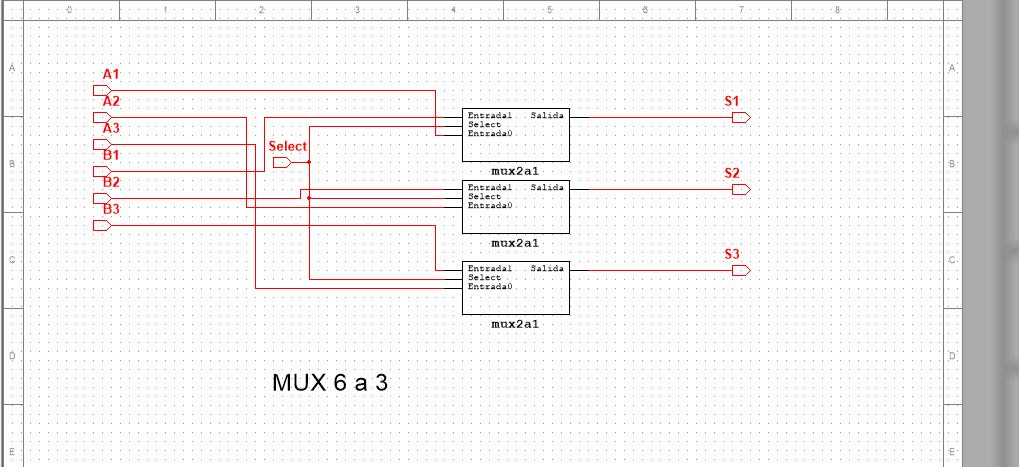 0 1 2 3 4 5 6 7 8
A A
A1
A2
S1
Entrada1 Salida
A3
Select
Entrada0
Select
B1
B B
mux2a1
B2
S2
Entrada1 Salida
Select
B3
Entrada0
mux2a1
S3
C C
Entrada1 Salida
Select
Entrada0
mux2a1
D D
MUX 6 a 3
E E